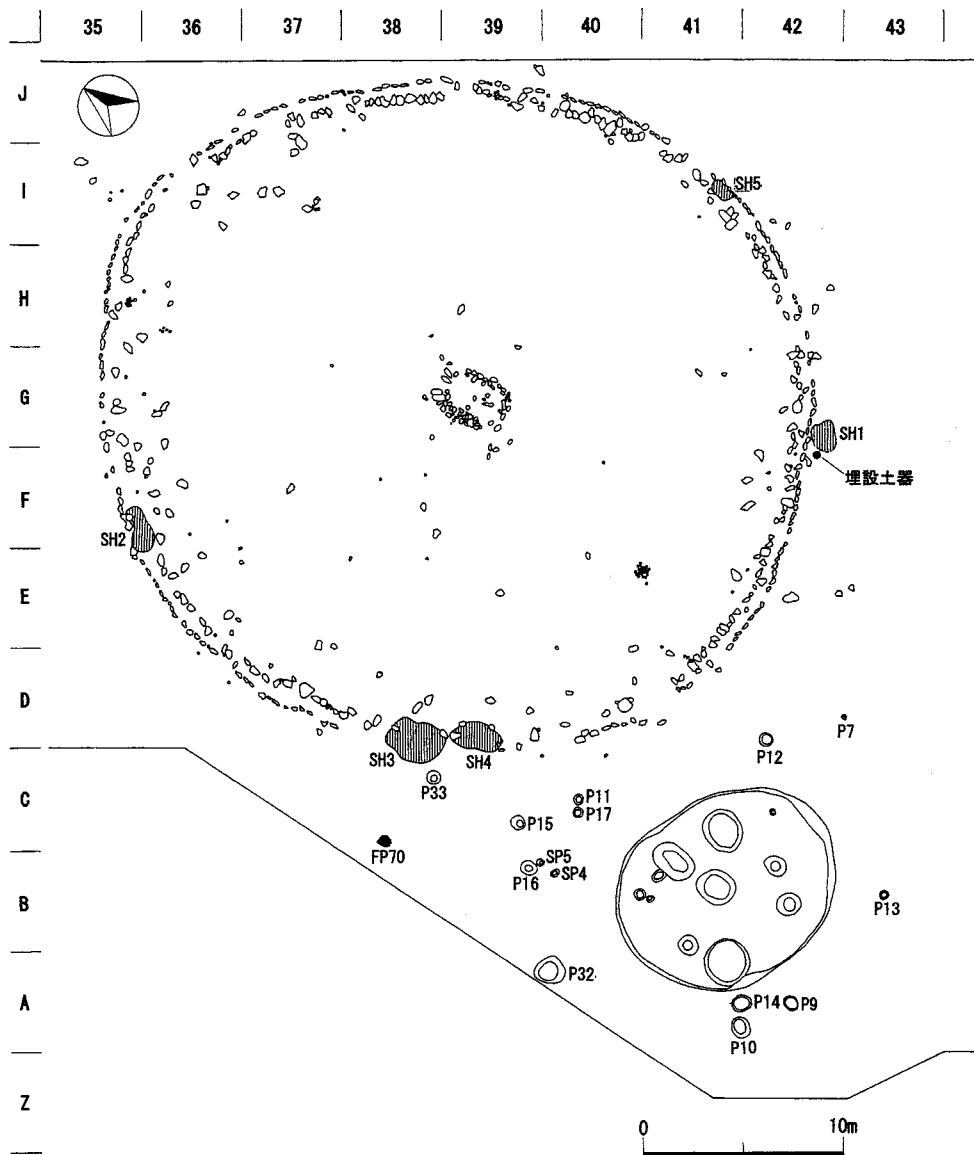 35 36 37 38 39 40 41 42 43
J
I
SH5
H
G
SH1
埋設土器
F
SH2
E
D
P7
P12
SH3 SH4
P33
C
P11
P15 P17
FP70
SP5
P16 SP4
B
P13
P32
A
P14 P9
P10
Z
0 10m